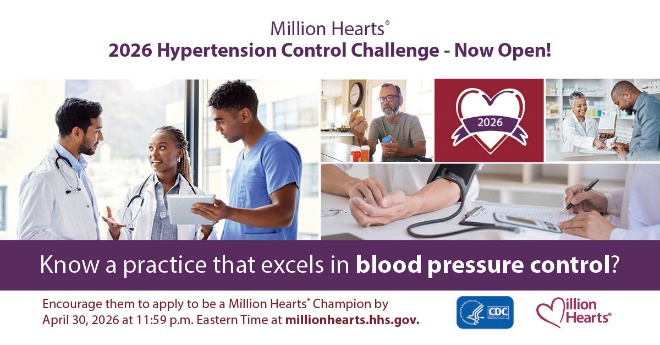 Million Hearts®
2026 Hypertension Control Challenge - Now Open!
2026
Know a practice that excels in blood pressure control?
Encourage them to apply to be a Million Hearts® Champion by
April 30, 2026 at 11:59 p.m. Eastern Time at millionhearts.hhs.gov.
CDC
Million
Hearts®